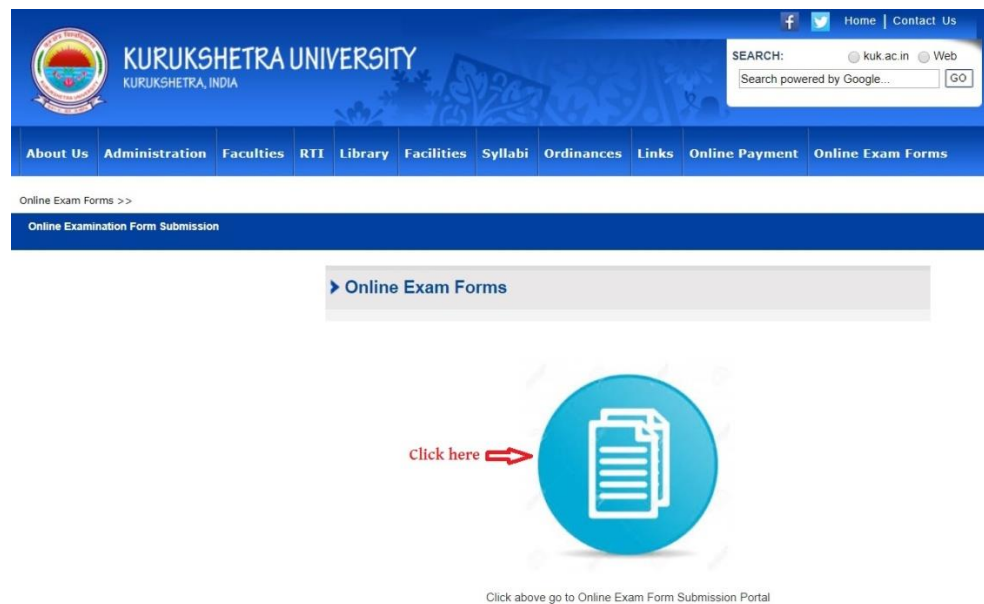 Home | Contact Us
KURUKSHETRA UNIVERSITY
KURUKSHETRA, INDIA
SEARCH: kuk.ac.in Web
Search powered by Google... GO
About Us Administration Faculties RTI Library Facilities Syllabi Ordinances Links Online Payment Online Exam Forms
Online Exam Forms >>
Online Examination Form Submission
Online Exam Forms
Click here
Click above go to Online Exam Form Submission Portal